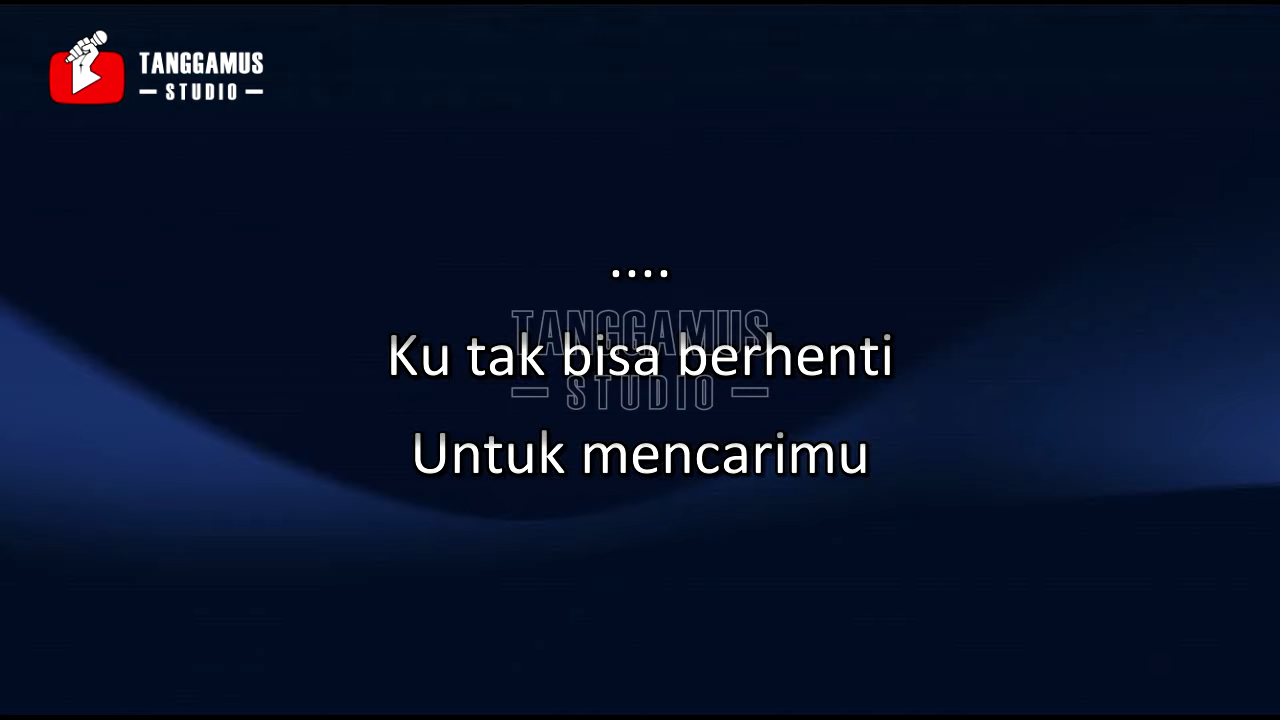 TANGGAMUS
STUDIO
....
TANGGAMUS
Ku tak bisa berhenti
STUDIO
Untuk mencarimu